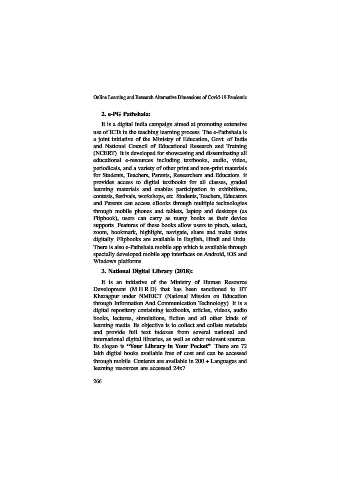 Online Learning and Research Alternative Dimensions of Covid-19 Pandemic
2. e-PG Pathshala:
It is a digital India campaign aimed at promoting extensive
use of ICTs in the teaching learning process. The e-Pathshala is
a joint initiative of the Ministry of Education, Govt. of India
and National Council of Educational Research and Training
(NCERT). It is developed for showcasing and disseminating all
educational e-resources including textbooks, audio, video,
periodicals, and a variety of other print and non-print materials
for Students, Teachers, Parents, Researchers and Educators. It
provides access to digital textbooks for all classes, graded
learning materials and enables participation in exhibitions,
contests, festivals, workshops, etc. Students, Teachers, Educators
and Parents can access eBooks through multiple technologies
through mobile phones and tablets, laptop and desktops (as
Flipbook), users can carry as many books as their device
supports. Features of these books allow users to pinch, select,
zoom, bookmark, highlight, navigate, share and make notes
digitally. Flipbooks are available in English, Hindi and Urdu.
There is also e-Pathshala mobile app which is available through
specially developed mobile app interfaces on Android, IOS and
Windows platforms.
3. National Digital Library (2018):
It is an initiative of the Ministry of Human Resource
Development (M H R D) that has been sanctioned to IIT
Kharagpur under NMEICT (National Mission on Education
through Information And Communication Technology). It is a
digital repository containing textbooks, articles, videos, audio
books, lectures, simulations, fiction and all other kinds of
learning media. Its objective is to collect and collate metadata
and provide full text indexes from several national and
international digital libraries, as well as other relevant sources.
Its slogan is "Your Library in Your Pocket". There are 72
lakh digital books available free of cost and can be accessed
through mobile. Contents are available in 200 + Languages and
learning resources are accessed 24x7.
266